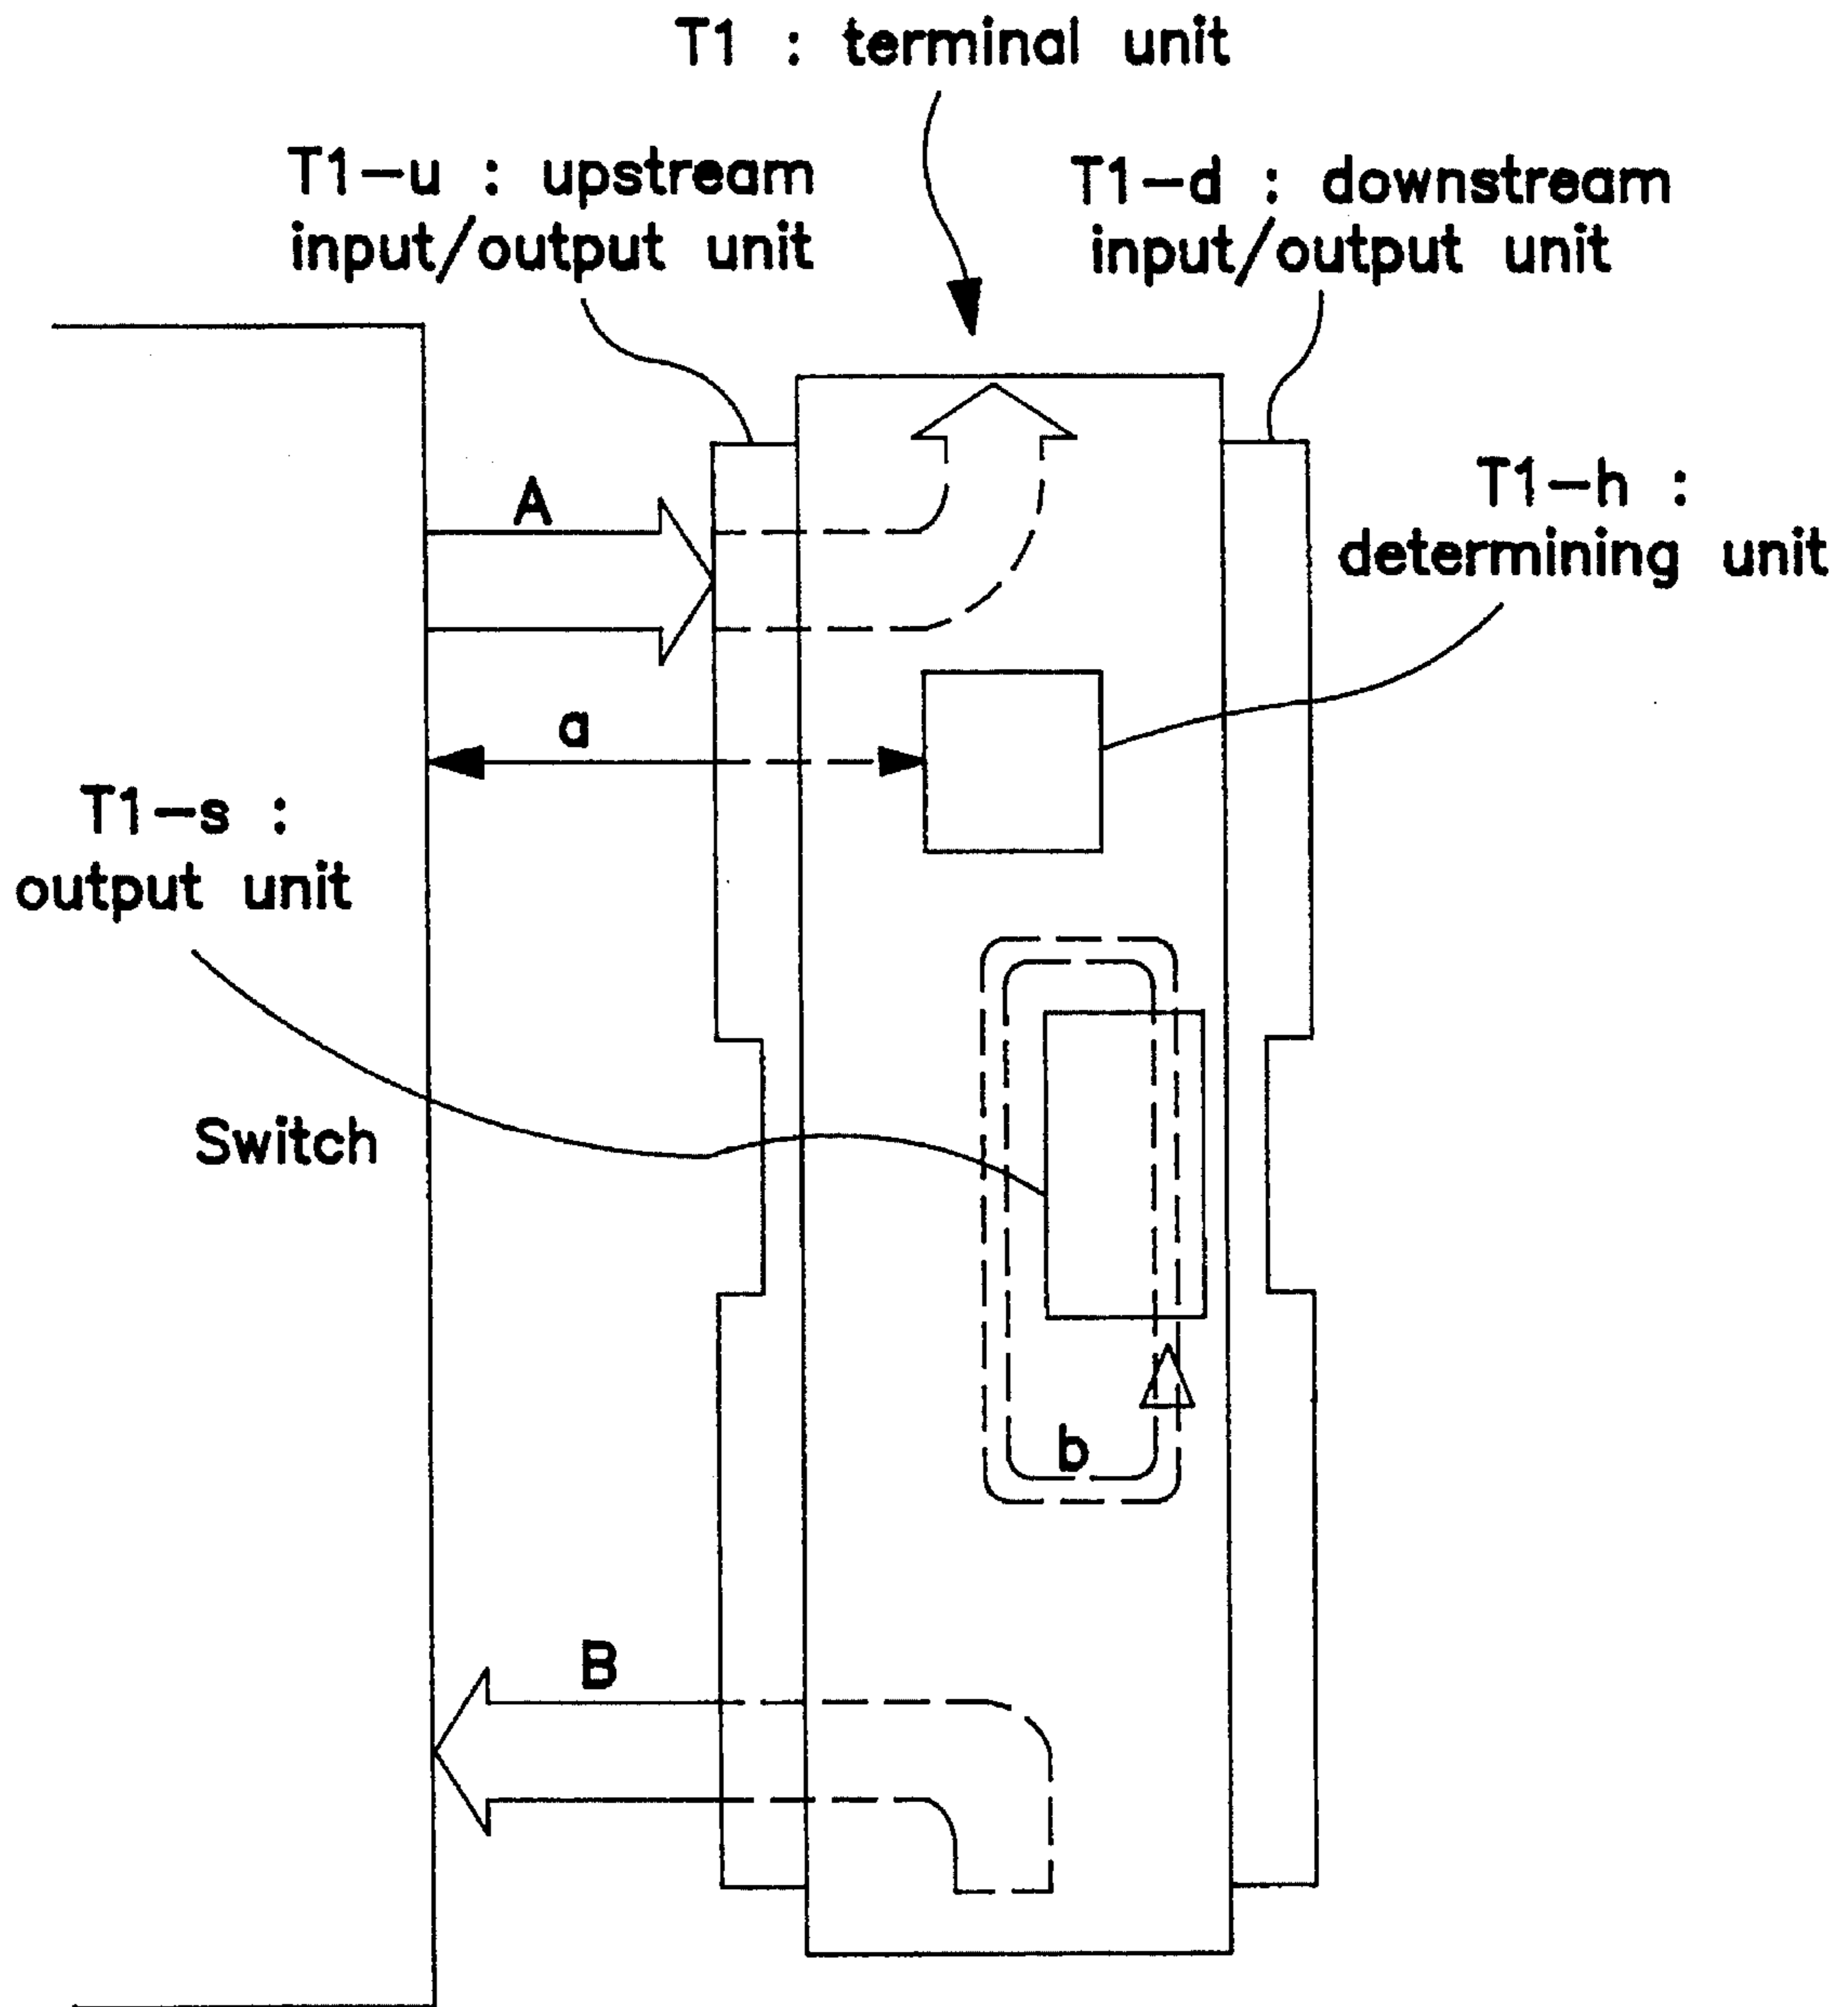 T1 : terminal unit
T1-u : upstream
input/output unit
T1-d : downstream
input/output unit
A
T1-h :
determining unit
a
T1-s :
output unit
Switch
b
B